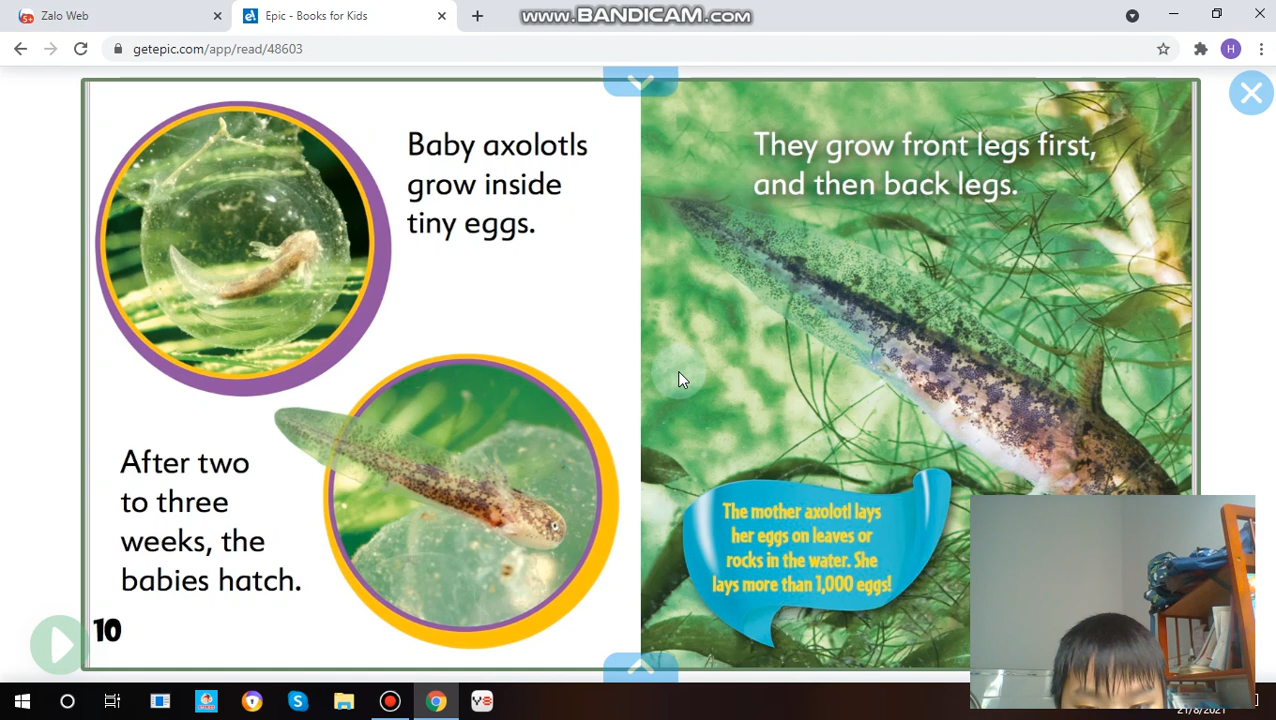 Zalo Web
Epic - Books for Kids
www.BANDICAM.com
getepic.com/app/read/48603
H
Baby axolotls
grow inside
tiny eggs.
After two
to three
weeks, the
babies hatch.
10
They grow front legs first,
and then back legs.
The mother axolotl lays
her eggs on leaves or
rocks in the water. She
lays more than 1,000 eggs!
21/8/2021